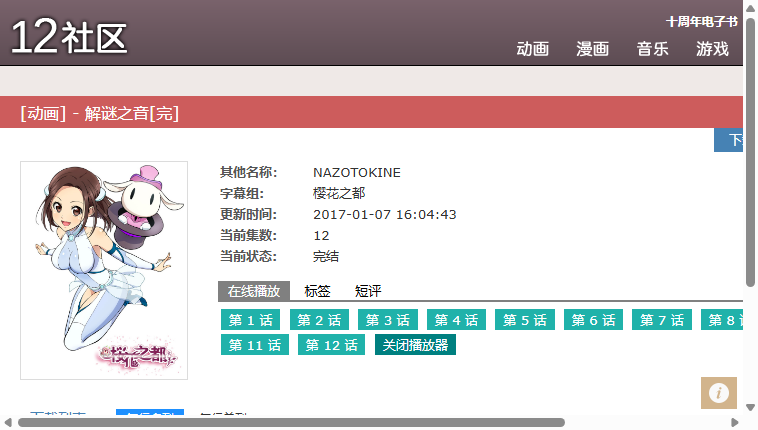 12社区
十周年电子书
动画 漫画 音乐 游戏
[动画] - 解谜之音[完]
其他名称: NAZOTOKINE
字幕组: 樱花之都
更新时间: 2017-01-07 16:04:43
当前集数: 12
当前状态: 完结
樱花之都
在线播放 标签 短评
第 1 话 第 2 话 第 3 话 第 4 话 第 5 话 第 6 话 第 7 话 第 8
第 11 话 第 12 话 关闭播放器